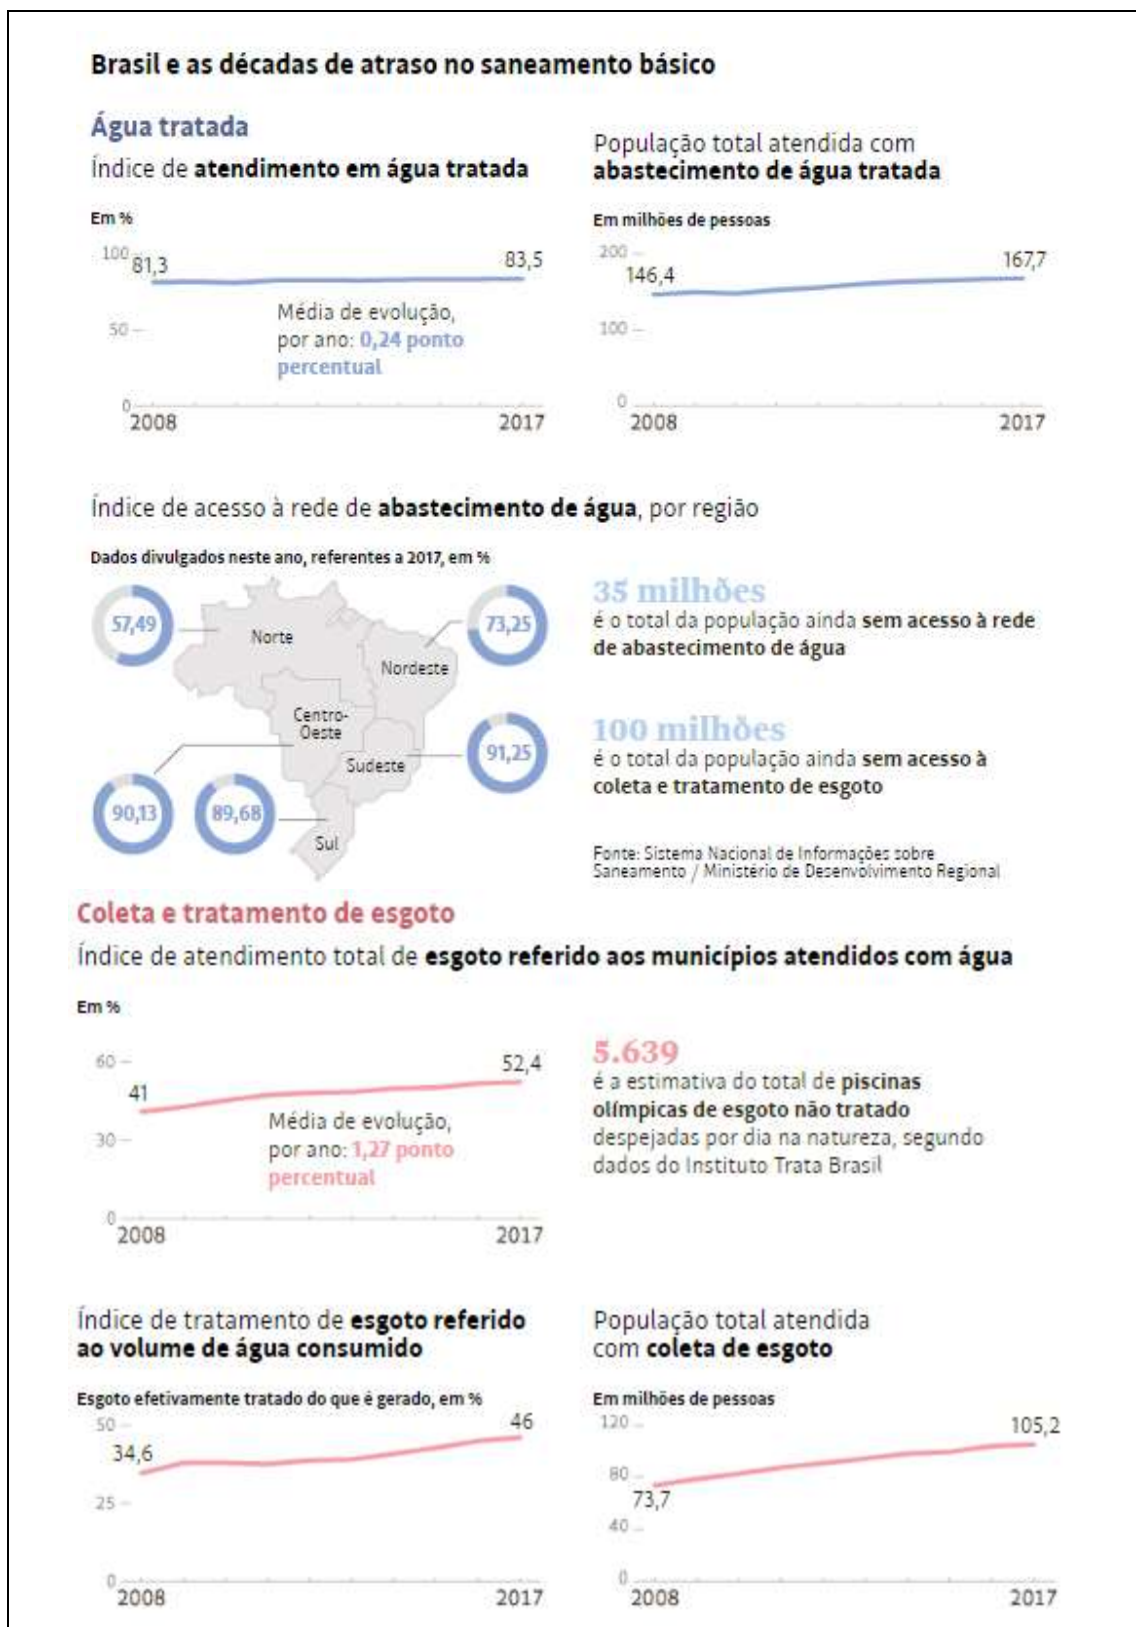 Brasil e as décadas de atraso no saneamento básico
Água tratada
Índice de atendimento em água tratada
Em %
100
50
0
81,3
83,5
Média de evolução,
por ano: 0,24 ponto
percentual
2008
2017
População total atendida com
abastecimento de água tratada
Em milhões de pessoas
200
100
0
146,4
167,7
2008
2017
Índice de acesso à rede de abastecimento de água, por região
Dados divulgados neste ano, referentes a 2017, em %
57,49
Norte
73,25
Nordeste
Centro-
Oeste
Sudeste
91,25
90,13
89,68
Sul
35 milhões
é o total da população ainda sem acesso à rede
de abastecimento de água
100 milhões
é o total da população ainda sem acesso à
coleta e tratamento de esgoto
Fonte: Sistema Nacional de Informações sobre
Saneamento / Ministério de Desenvolvimento Regional
Coleta e tratamento de esgoto
Índice de atendimento total de esgoto referido aos municípios atendidos com água
Em %
60
30
0
41
52,4
Média de evolução,
por ano: 1,27 ponto
percentual
2008
2017
5.639
é a estimativa do total de piscinas
olímpicas de esgoto não tratado
despejadas por dia na natureza, segundo
dados do Instituto Trata Brasil
Índice de tratamento de esgoto referido
ao volume de água consumido
Esgoto efetivamente tratado do que é gerado, em %
50
25
0
34,6
46
2008
2017
População total atendida
com coleta de esgoto
Em milhões de pessoas
120
80
40
0
73,7
105,2
2008
2017